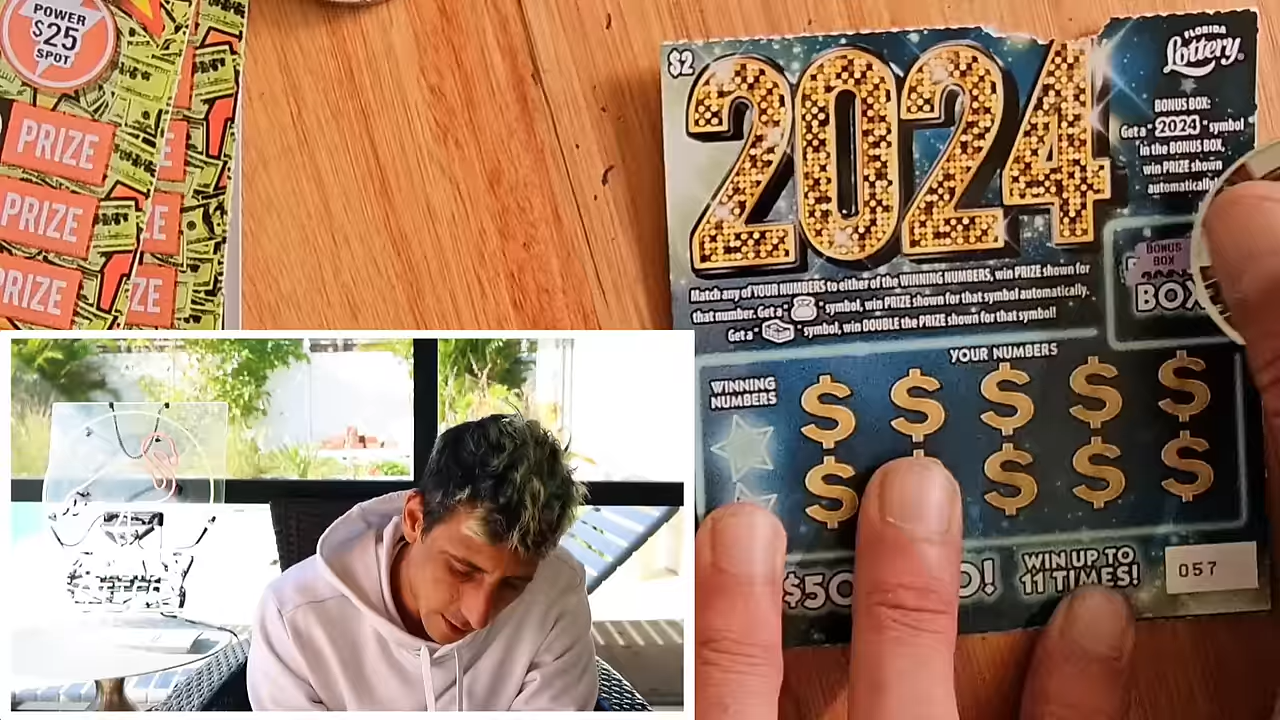 POWER
$25
SPOT
PRIZE
PRIZE
PRIZE
E
E
ZE
$2
2024
FLORIDA
Lottery
BONUS BOX:
Get a "2024" symbol
in the BONUS BOX,
win PRIZE shown
automatically!
BONUS
BOX
BOX
Match any of YOUR NUMBERS to either of the WINNING NUMBERS, win PRIZE shown for
that number. Get a " " symbol, win PRIZE shown for that symbol automatically.
Get a " " symbol, win DOUBLE the PRIZE shown for that symbol!
YOUR NUMBERS
WINNING
NUMBERS
$ $ $ $ $
$ $ $ $
WIN UP TO
11 TIMES!
057